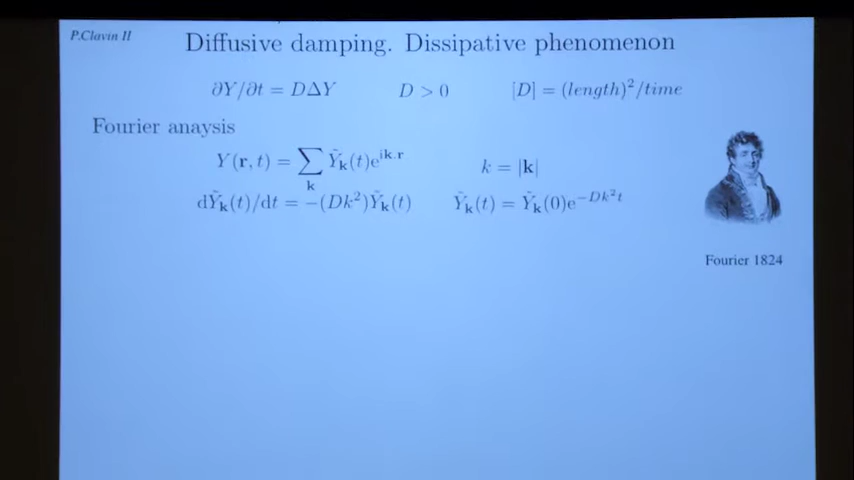 P.Clavin II
Diffusive damping. Dissipative phenomenon
∂Y/∂t = DΔY D > 0 [D] = (length)²/time
Fourier anaysis
Y(r, t) = ∑_k Ỹ_k(t)e^{ik.r} k = |k|
dỸ_k(t)/dt = −(Dk²)Ỹ_k(t) Ỹ_k(t) = Ỹ_k(0)e^{−Dk²t}
Fourier 1824